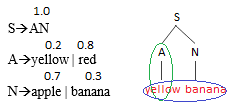 1.0
S→AN
0.2 0.8
A→yellow | red
0.7 0.3
N→apple | banana
S
A N
yellow banana